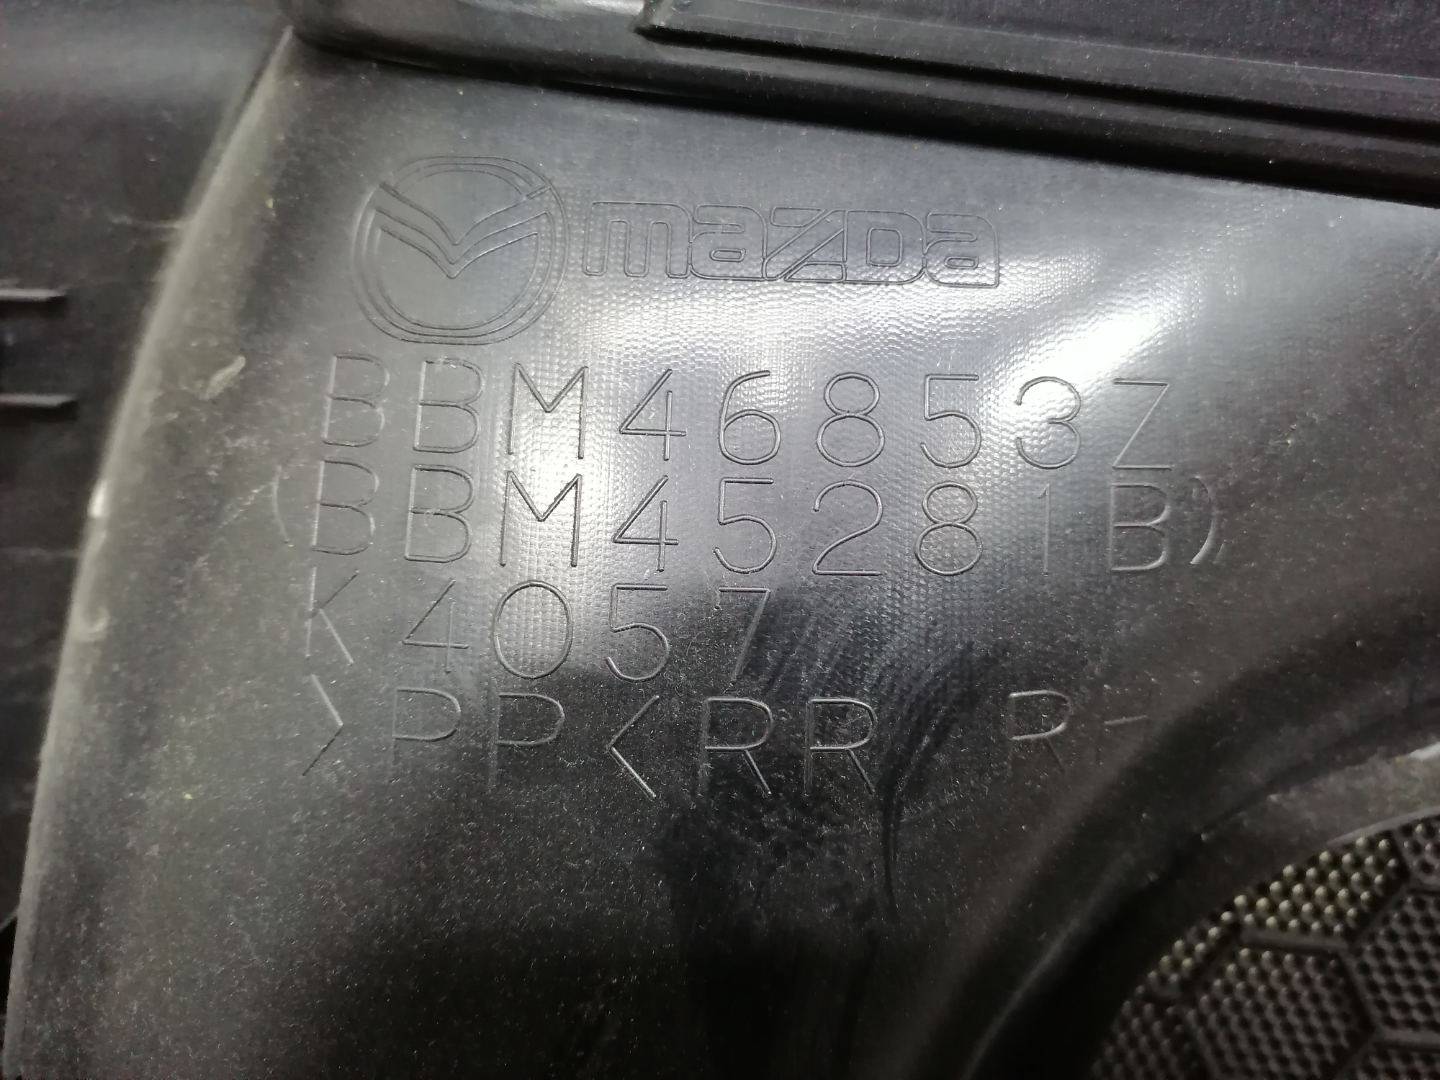 mazda
BBM46853Z
(BBM45281B)
K4057
>PP<RR